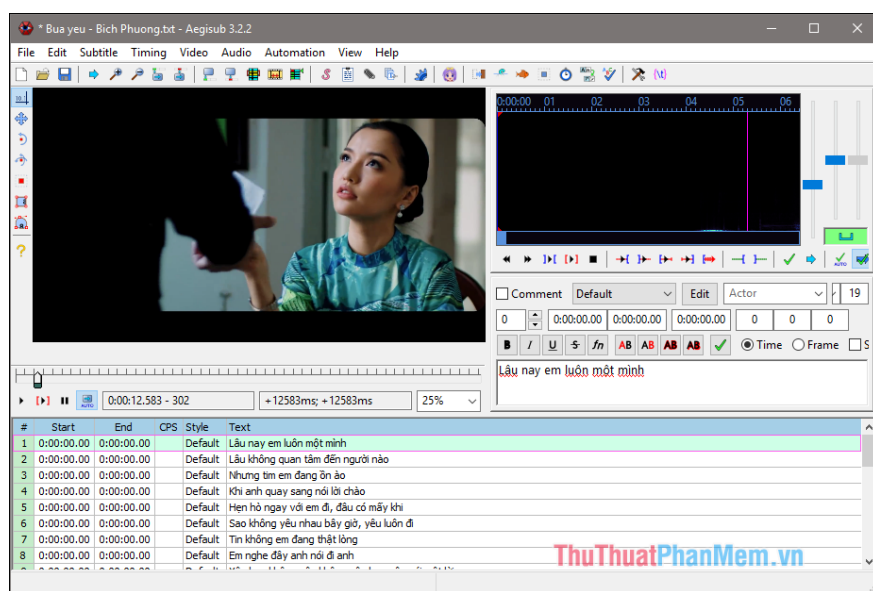 * Bua yeu - Bich Phuong.txt - Aegisub 3.2.2
File Edit Subtitle Timing Video Audio Automation View Help
0:00:00 01 02 03 04 05 06
Comment Default Edit Actor 19
0 0:00:00.00 0:00:00.00 0:00:00.00 0 0 0
B I U S fn AB AB AB AB Time Frame S
Lâu nay em luôn một mình
AUTO 0:00:12.583 - 302 +12583ms; +12583ms 25%
# Start End CPS Style Text
1 0:00:00.00 0:00:00.00 Default Lâu nay em luôn một mình
2 0:00:00.00 0:00:00.00 Default Lâu không quan tâm đến người nào
3 0:00:00.00 0:00:00.00 Default Nhưng tim em đang ồn ào
4 0:00:00.00 0:00:00.00 Default Khi anh quay sang nói lời chào
5 0:00:00.00 0:00:00.00 Default Hẹn hò ngay với em đi, đâu có mấy khi
6 0:00:00.00 0:00:00.00 Default Sao không yêu nhau bây giờ, yêu luôn đi
7 0:00:00.00 0:00:00.00 Default Tin không em đang thật lòng
8 0:00:00.00 0:00:00.00 Default Em nghe đây anh nói đi anh
ThuThuatPhanMem.vn